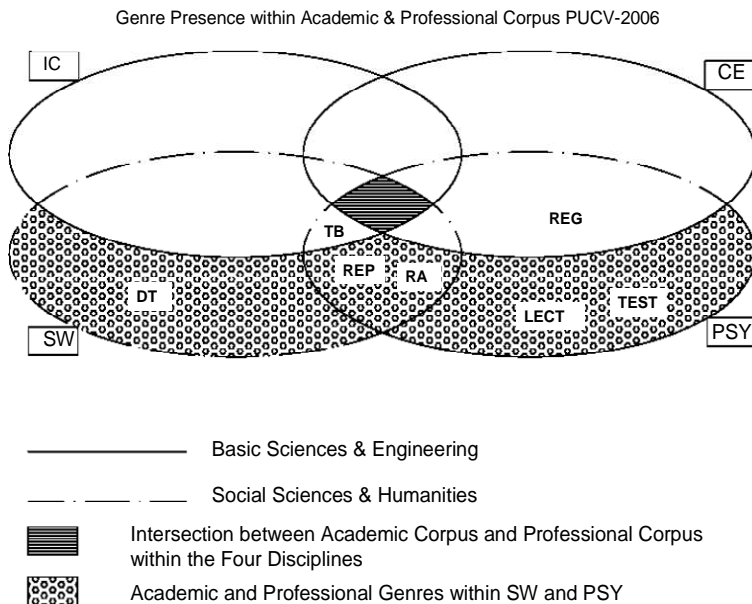 Genre Presence within Academic & Professional Corpus PUCV-2006
IC
CE
REG
TB
REP
RA
DT
TEST
LECT
SW
PSY
Basic Sciences & Engineering
Social Sciences & Humanities
Intersection between Academic Corpus and Professional Corpus
within the Four Disciplines
Academic and Professional Genres within SW and PSY